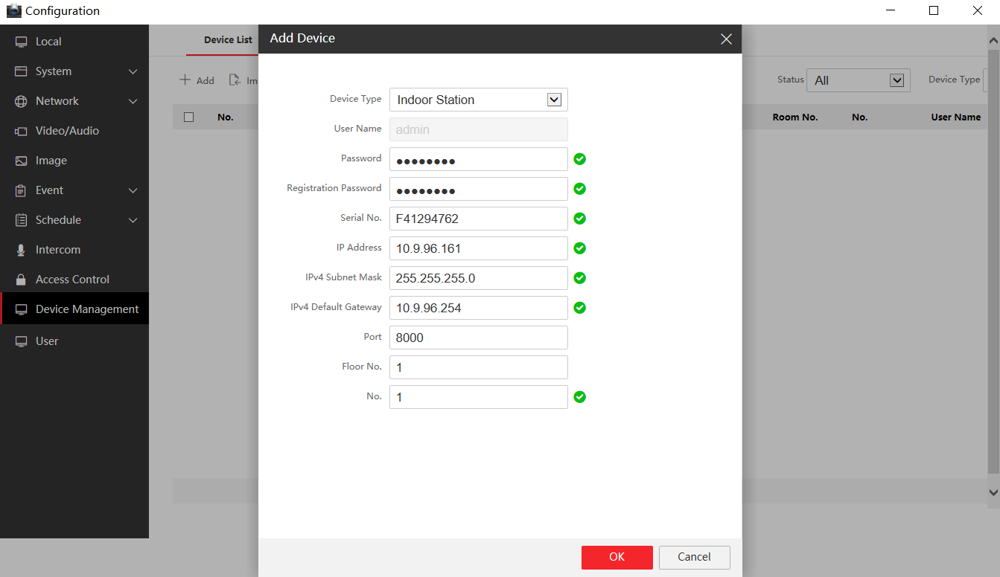 Configuration
Local
System
Network
Video/Audio
Image
Event
Schedule
Intercom
Access Control
Device Management
User
Device List
Add Im
Status All Device Type
No. Room No. No. User Name
Add Device
Device Type Indoor Station
User Name admin
Password ●●●●●●●●
Registration Password ●●●●●●●●
Serial No. F41294762
IP Address 10.9.96.161
IPv4 Subnet Mask 255.255.255.0
IPv4 Default Gateway 10.9.96.254
Port 8000
Floor No. 1
No. 1
OK Cancel